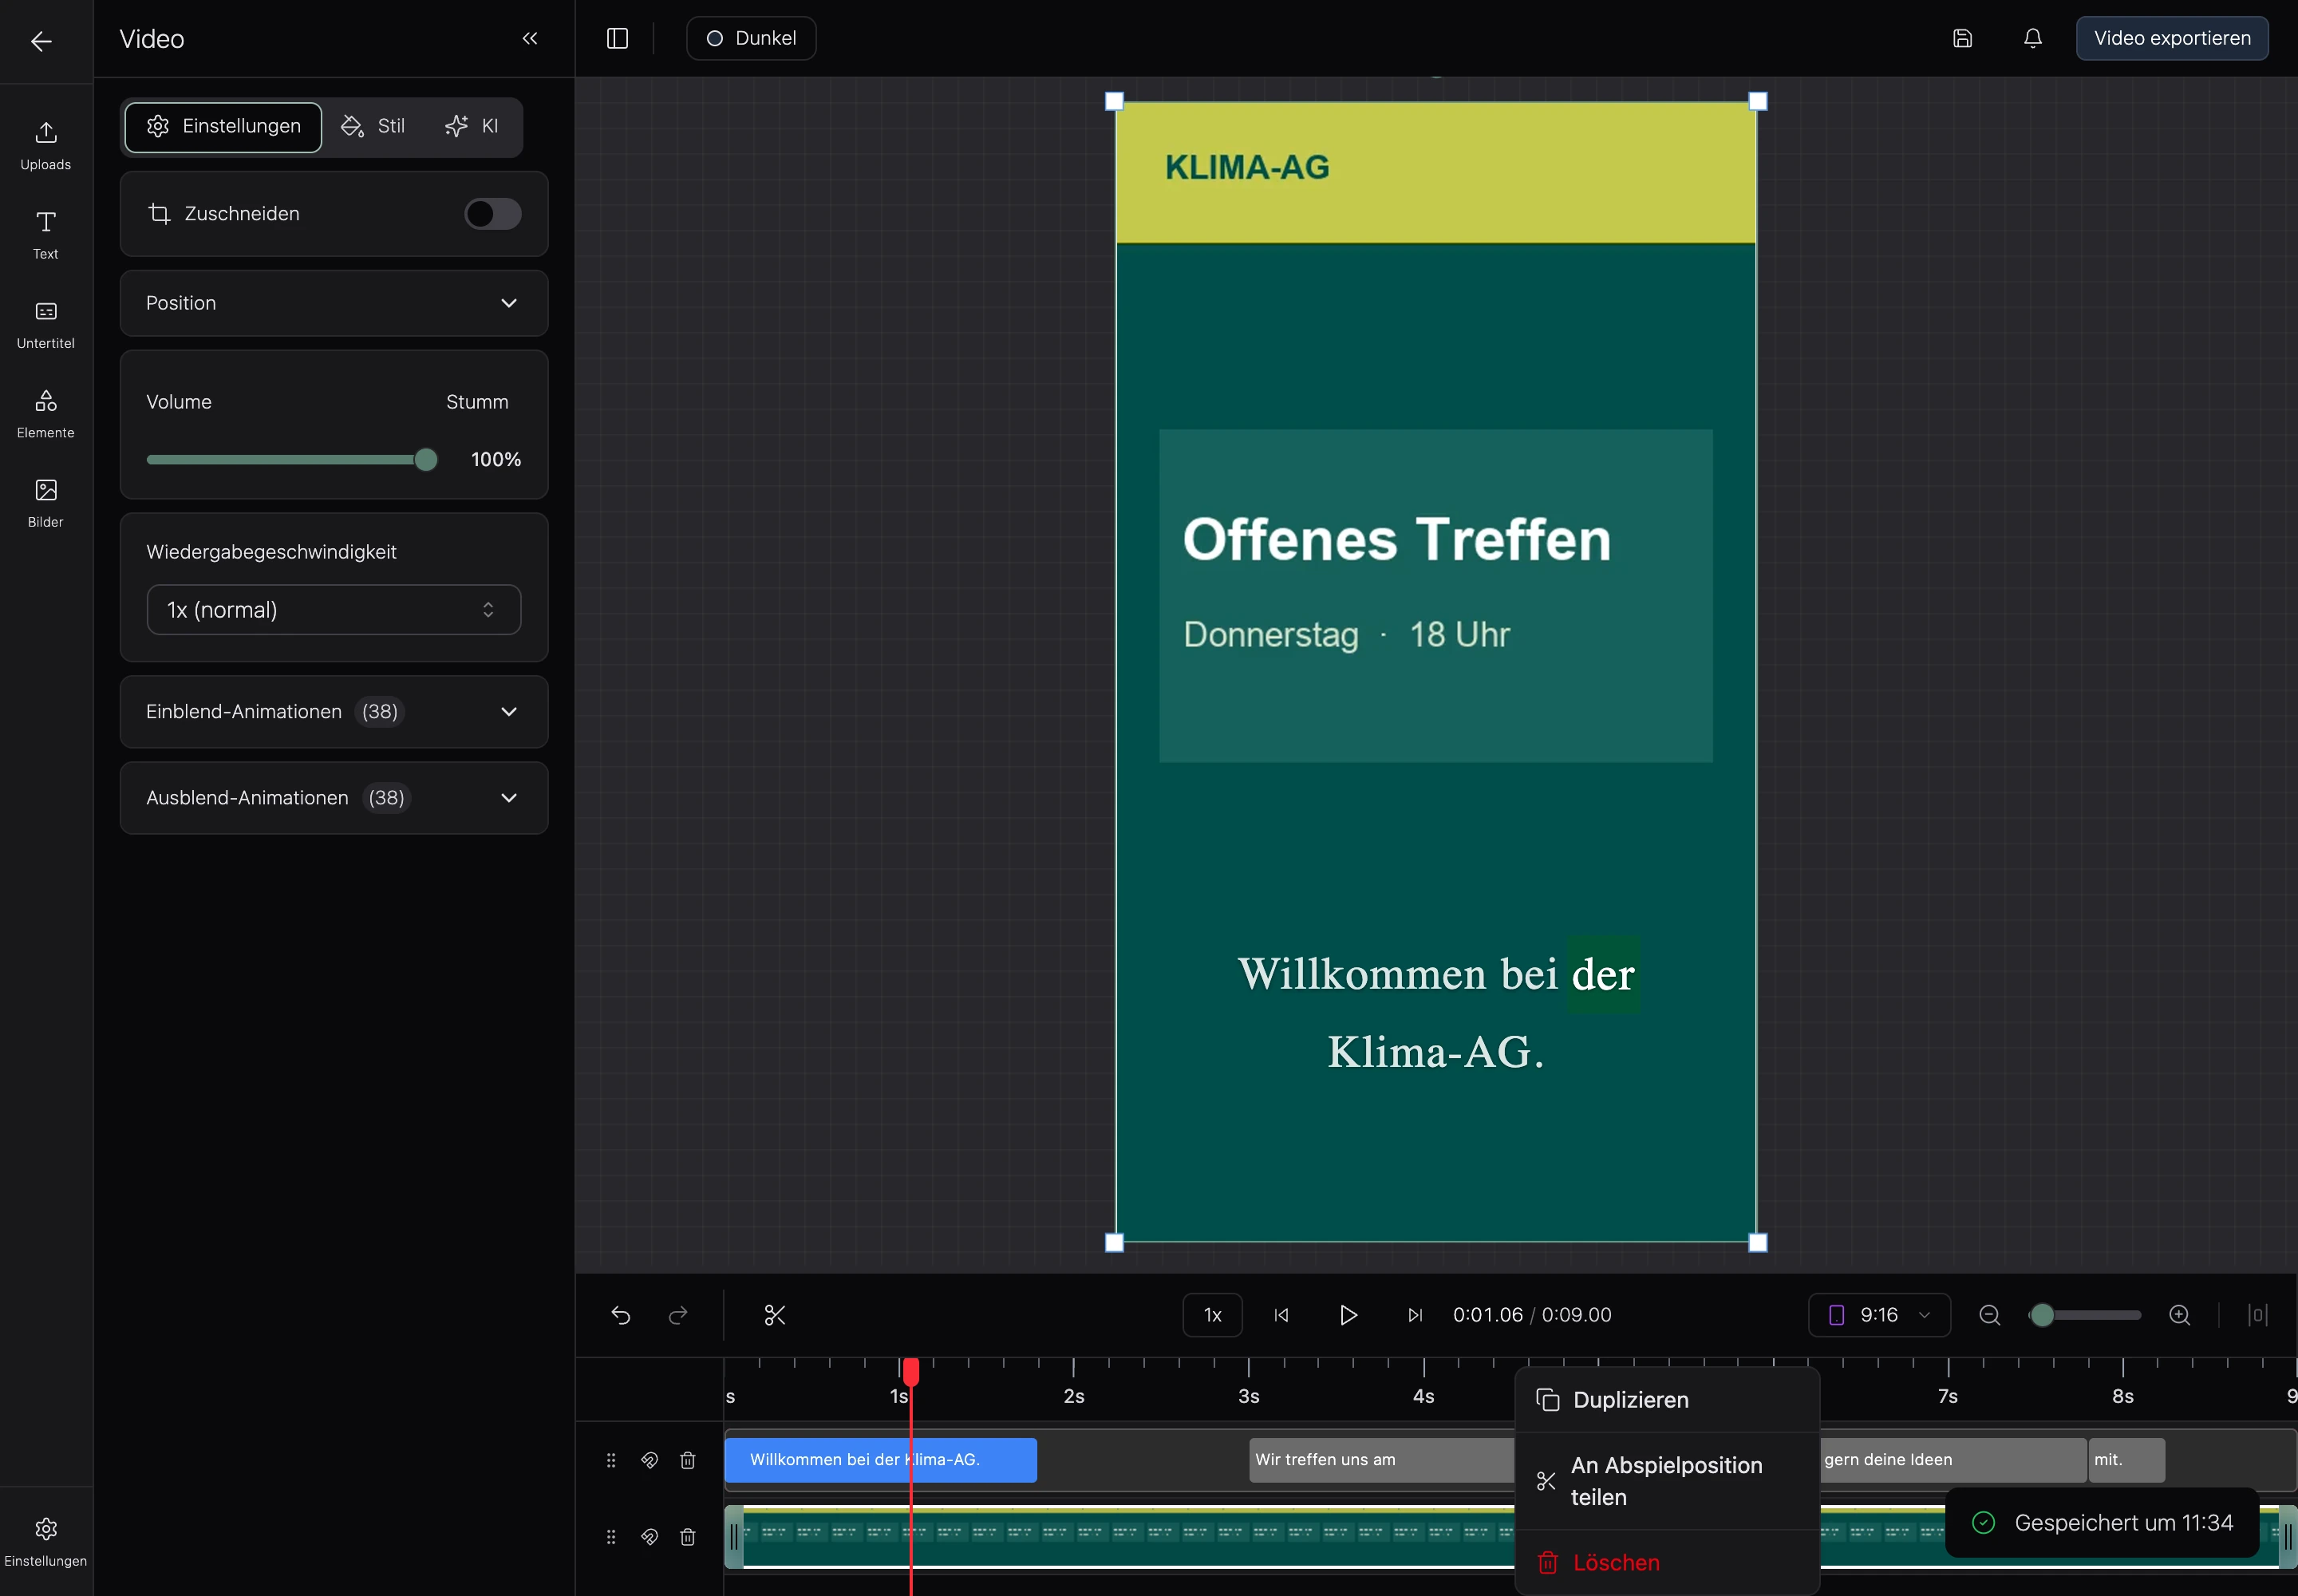 Video
Dunkel
Video exportieren
Uploads
Text
Untertitel
Elemente
Bilder
Einstellungen
Einstellungen
Stil
KI
Zuschneiden
Position
Volume
Stumm
100%
Wiedergabegeschwindigkeit
1x (normal)
Einblend-Animationen (38)
Ausblend-Animationen (38)
KLIMA-AG
Offenes Treffen
Donnerstag · 18 Uhr
Willkommen bei der
Klima-AG.
1x
0:01.06 / 0:09.00
9:16
s
1s
2s
3s
4s
7s
8s
9
Willkommen bei der Klima-AG.
Wir treffen uns am
gern deine Ideen
mit.
Duplizieren
An Abspielposition
teilen
Löschen
Gespeichert um 11:34